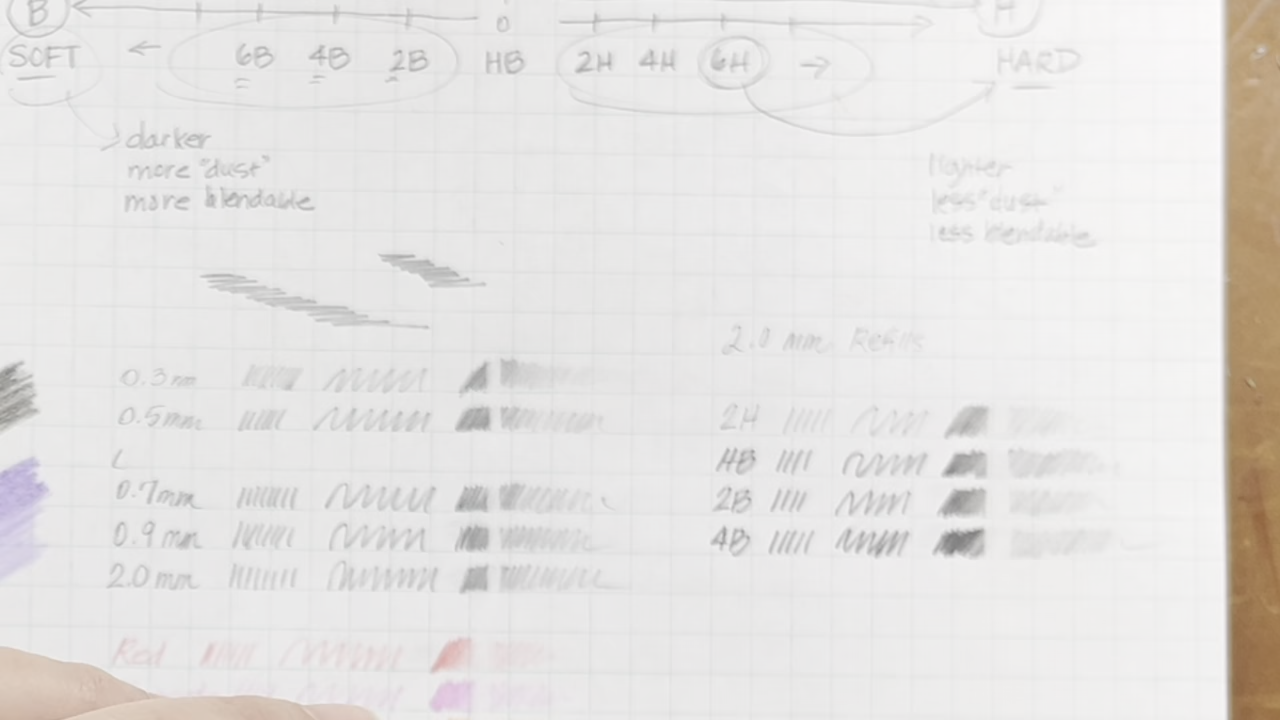 B 0 H
SOFT ← 6B 4B 2B HB 2H 4H 6H → HARD
darker
more "dust"
more blendable
lighter
less "dust"
less blendable
2.0 mm Refills
0.3mm
0.5mm
0.7mm
0.9mm
2.0mm
2H
HB
2B
4B
Red